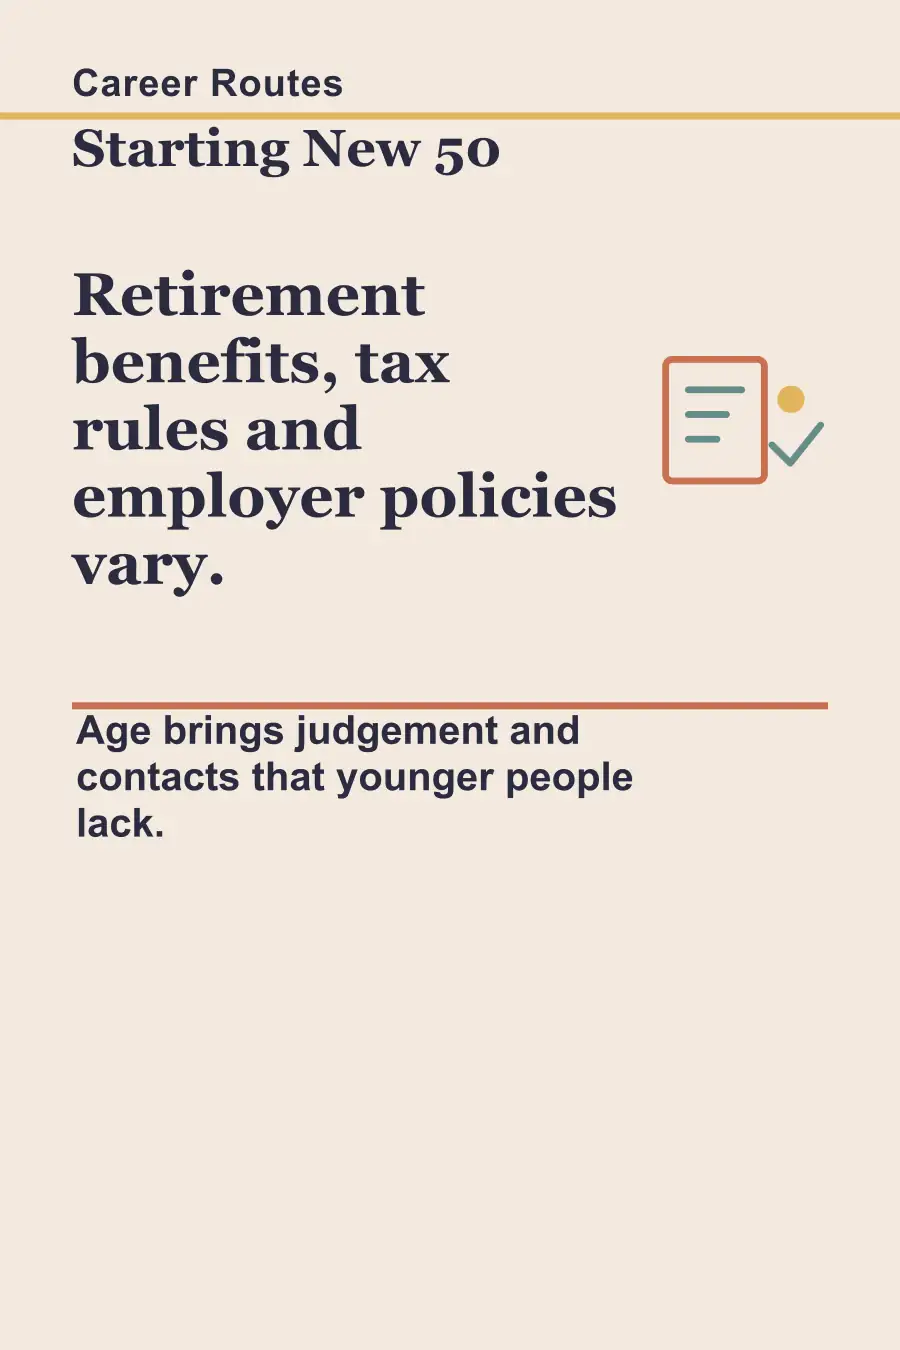 Career Routes
Starting New 50
Retirement
benefits, tax
rules and
employer policies
vary.
Age brings judgement and
contacts that younger people
lack.